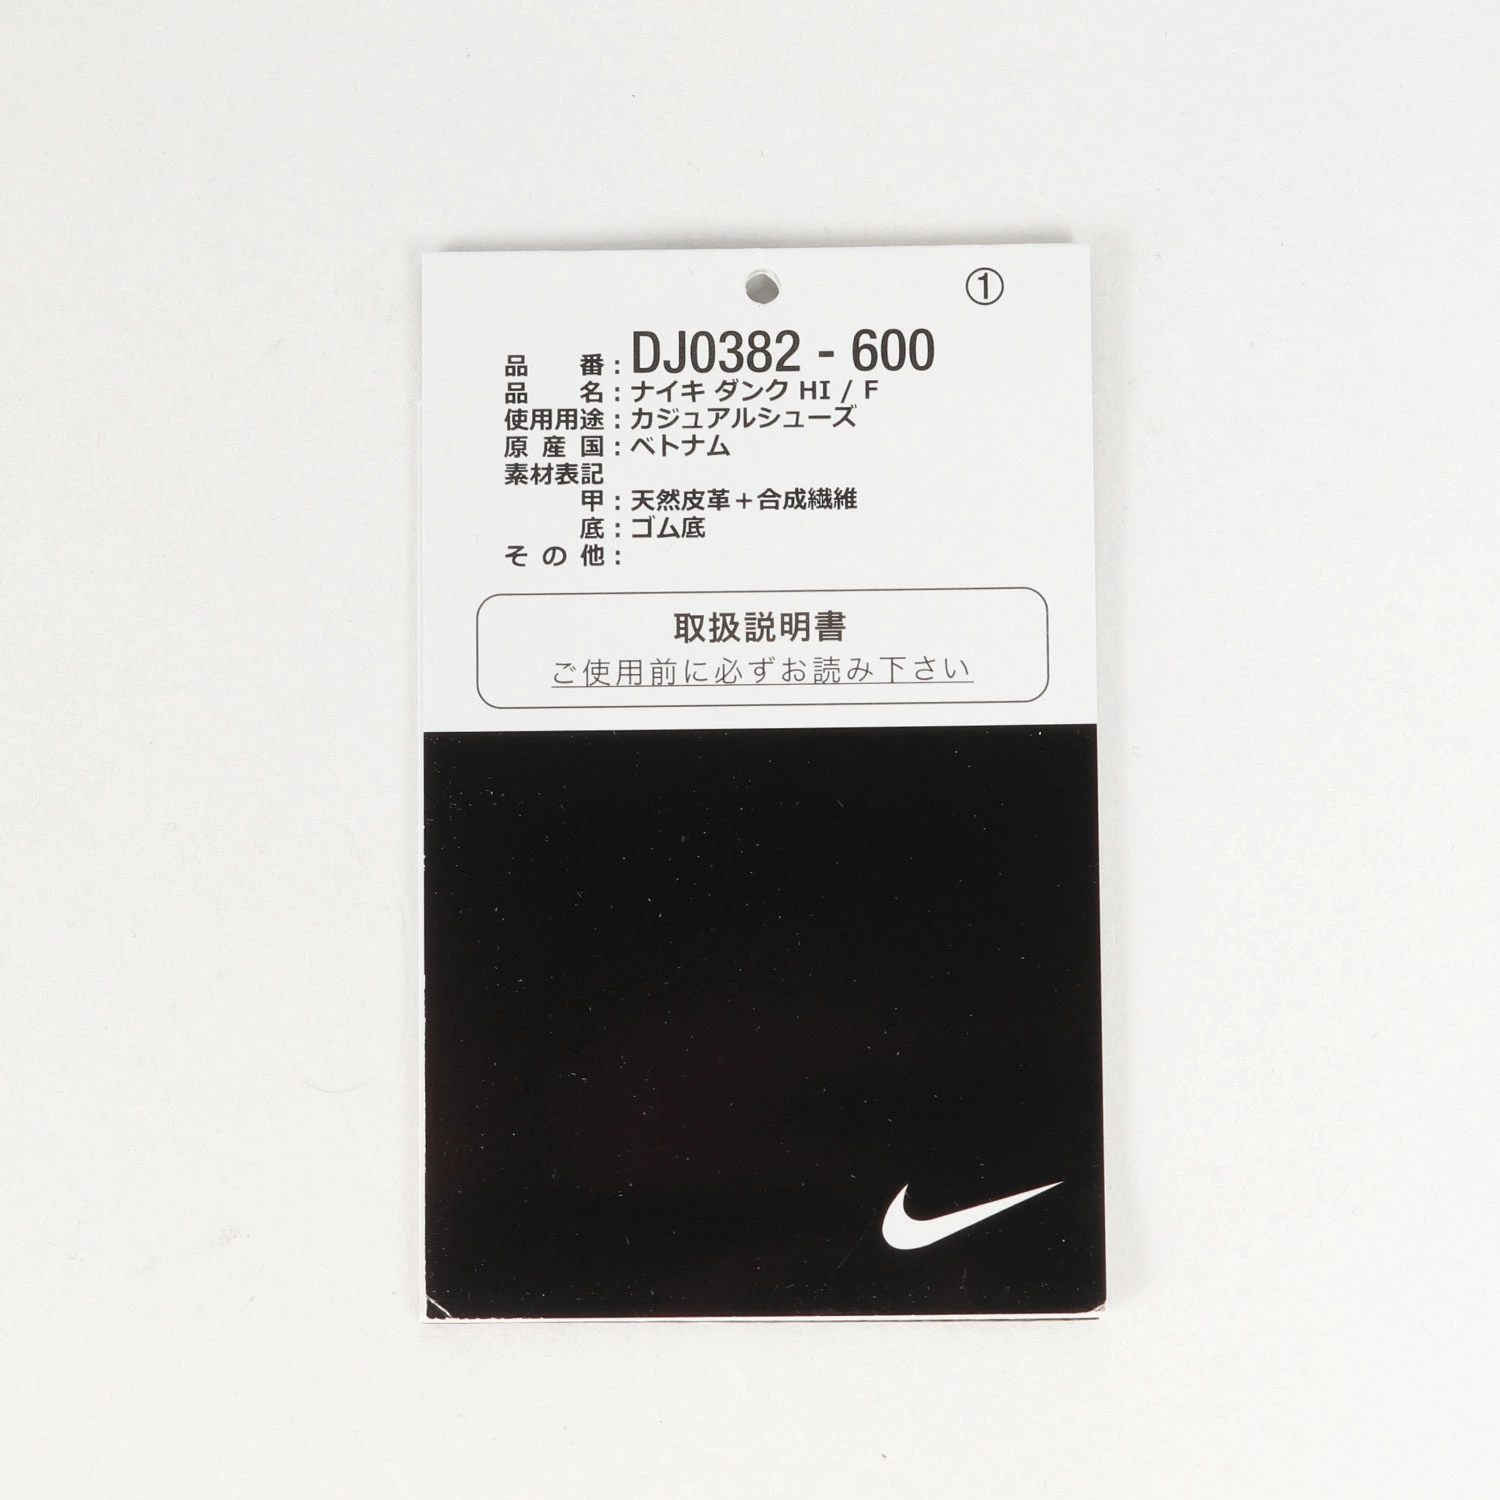 ①
品番：DJ0382 - 600
品名：ナイキ ダンク HI / F
使用用途：カジュアルシューズ
原産国：ベトナム
素材表記
甲：天然皮革＋合成繊維
底：ゴム底
その他：
取扱説明書
ご使用前に必ずお読み下さい